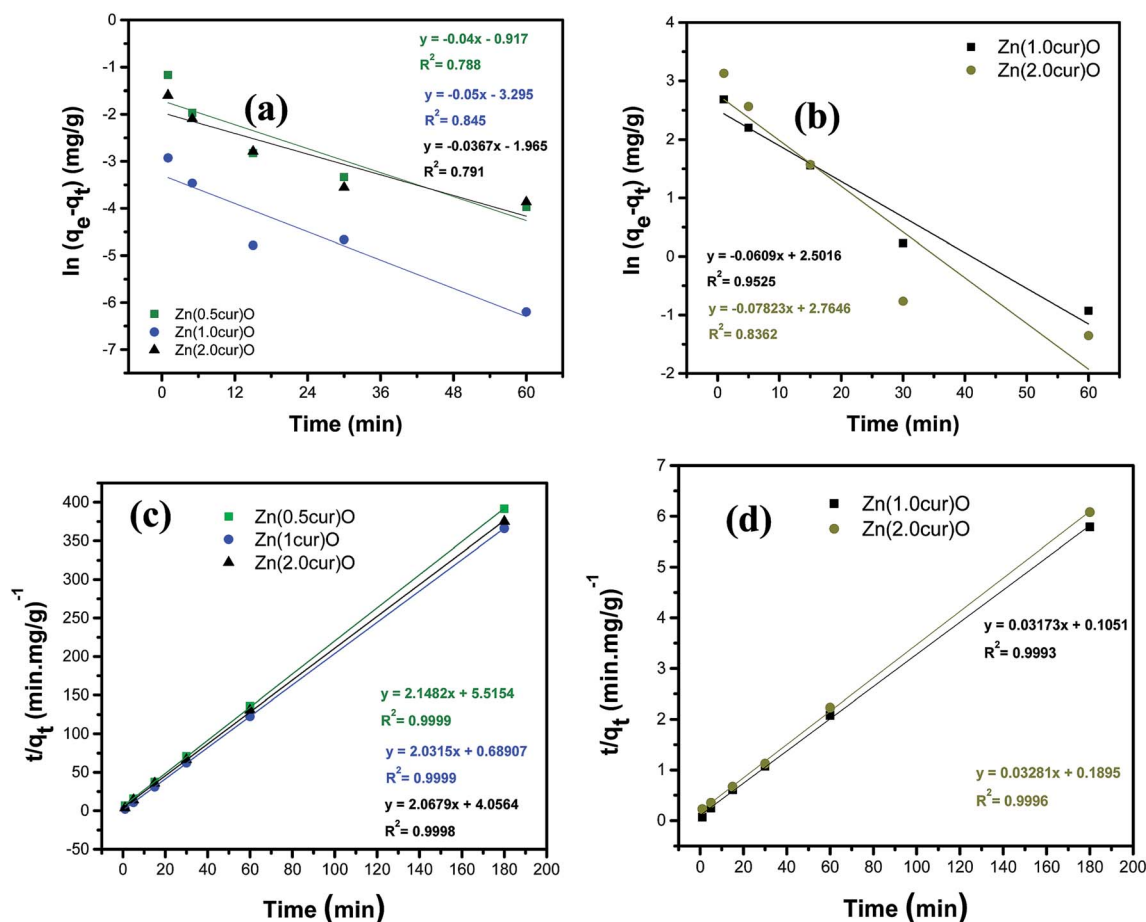 (a)
y = -0.04x - 0.917
R² = 0.788
y = -0.05x - 3.295
R² = 0.845
y = -0.0367x - 1.965
R² = 0.791
0
-1
-2
-3
-4
-5
-6
-7
ln (qe-qt) (mg/g)
Zn(0.5cur)O
Zn(1.0cur)O
Zn(2.0cur)O
0 12 24 36 48 60
Time (min)
(b)
Zn(1.0cur)O
Zn(2.0cur)O
4
3
2
1
0
-1
-2
ln (qe-qt) (mg/g)
y = -0.0609x + 2.5016
R² = 0.9525
y = -0.07823x + 2.7646
R² = 0.8362
0 10 20 30 40 50 60
Time (min)
(c)
Zn(0.5cur)O
Zn(1cur)O
Zn(2.0cur)O
400
350
300
250
200
150
100
50
0
-50
t/qt (min.mg/g)⁻¹
y = 2.1482x + 5.5154
R² = 0.9999
y = 2.0315x + 0.68907
R² = 0.9999
y = 2.0679x + 4.0564
R² = 0.9998
0 20 40 60 80 100 120 140 160 180 200
Time (min)
(d)
Zn(1.0cur)O
Zn(2.0cur)O
7
6
5
4
3
2
1
0
t/qt (min.mg/g)⁻¹
y = 0.03173x + 0.1051
R² = 0.9993
y = 0.03281x + 0.1895
R² = 0.9996
0 20 40 60 80 100 120 140 160 180 200
Time (min)